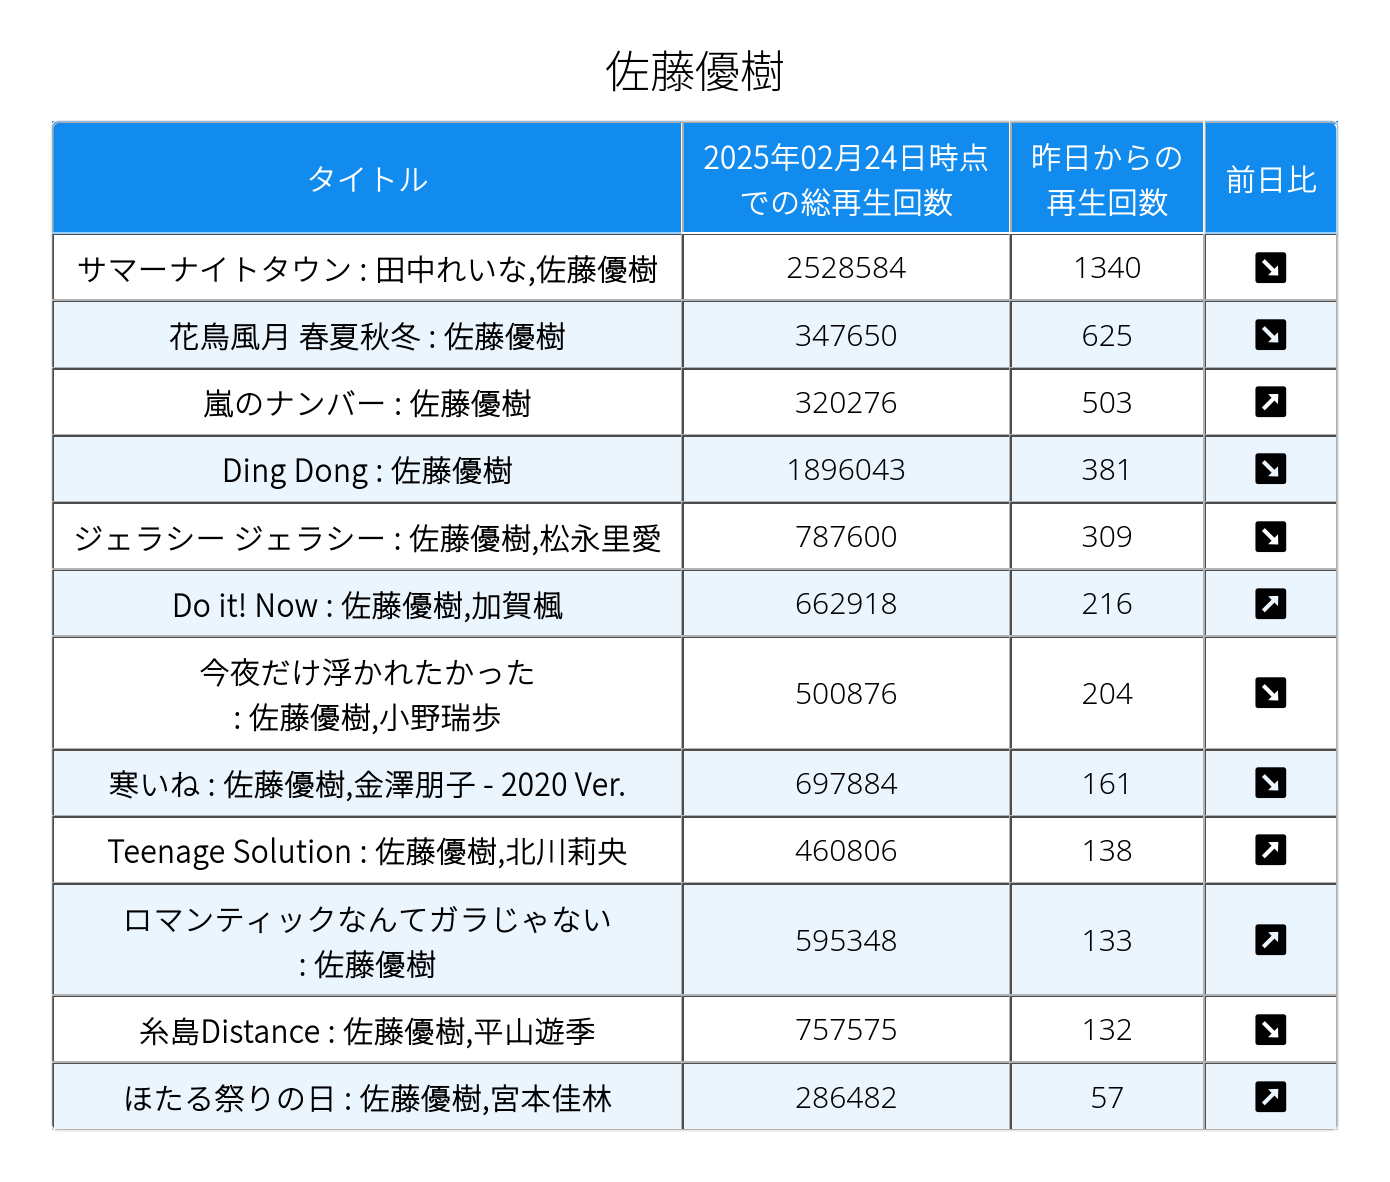 佐藤優樹
タイトル
2025年02月24日時点
での総再生回数
昨日からの
再生回数
前日比
サマーナイトタウン : 田中れいな,佐藤優樹 2528584 1340 ↘
花鳥風月 春夏秋冬 : 佐藤優樹 347650 625 ↘
嵐のナンバー : 佐藤優樹 320276 503 ↗
Ding Dong : 佐藤優樹 1896043 381 ↘
ジェラシー ジェラシー : 佐藤優樹,松永里愛 787600 309 ↘
Do it! Now : 佐藤優樹,加賀楓 662918 216 ↗
今夜だけ浮かれたかった
: 佐藤優樹,小野瑞歩 500876 204 ↘
寒いね : 佐藤優樹,金澤朋子 - 2020 Ver. 697884 161 ↘
Teenage Solution : 佐藤優樹,北川莉央 460806 138 ↗
ロマンティックなんてガラじゃない
: 佐藤優樹 595348 133 ↗
糸島Distance : 佐藤優樹,平山遊季 757575 132 ↘
ほたる祭りの日 : 佐藤優樹,宮本佳林 286482 57 ↗